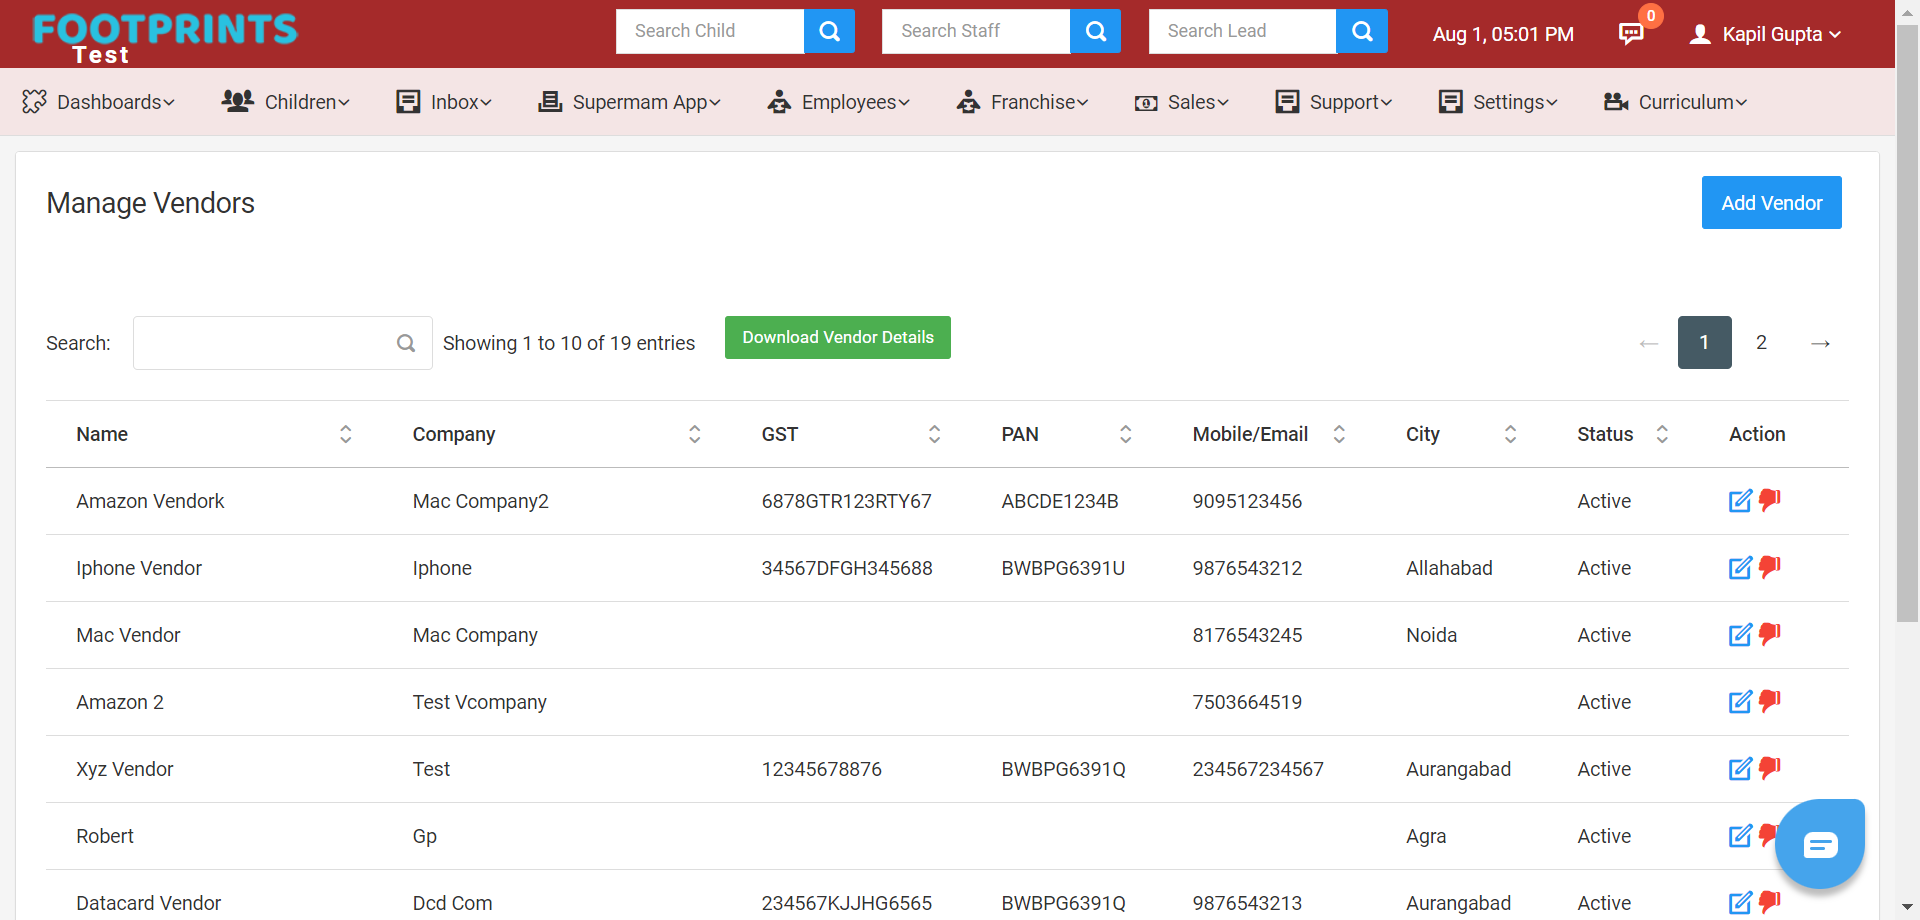 FOOTPRINTS
Test
Search Child
Search Staff
Search Lead
Aug 1, 05:01 PM
0
Kapil Gupta
Dashboards
Children
Inbox
Supermam App
Employees
Franchise
Sales
Support
Settings
Curriculum
Manage Vendors
Add Vendor
Search:
Showing 1 to 10 of 19 entries
Download Vendor Details
← 1 2 →
Name Company GST PAN Mobile/Email City Status Action
Amazon Vendork Mac Company2 6878GTR123RTY67 ABCDE1234B 9095123456 Active
Iphone Vendor Iphone 34567DFGH345688 BWBPG6391U 9876543212 Allahabad Active
Mac Vendor Mac Company 8176543245 Noida Active
Amazon 2 Test Vcompany 7503664519 Active
Xyz Vendor Test 12345678876 BWBPG6391Q 234567234567 Aurangabad Active
Robert Gp Agra Active
Datacard Vendor Dcd Com 234567KJJHG6565 BWBPG6391Q 9876543213 Aurangabad Active